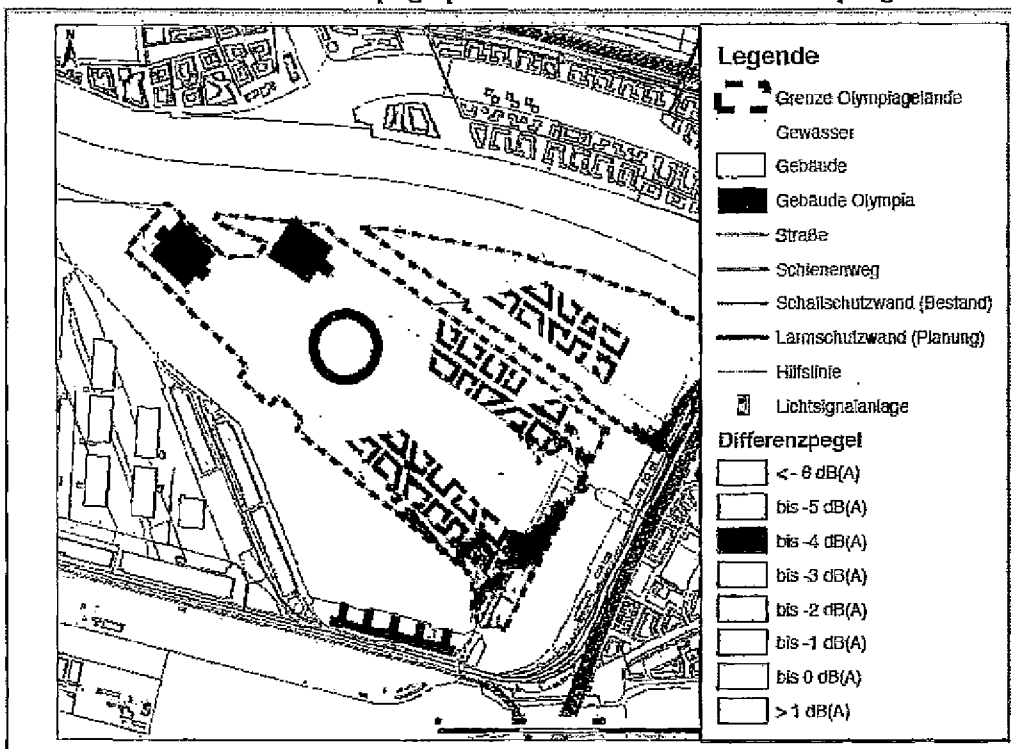 N
Legende
Grenze Olympiagelände
Gewässer
Gebäude
Gebäude Olympia
Straße
Schienenweg
Schallschutzwand (Bestand)
Larmschutzwand (Planung)
Hilfslinie
Lichtsignalanlage
Differenzpegel
<- 6 dB(A)
bis -5 dB(A)
bis -4 dB(A)
bis -3 dB(A)
bis -2 dB(A)
bis -1 dB(A)
bis 0 dB(A)
> 1 dB(A)